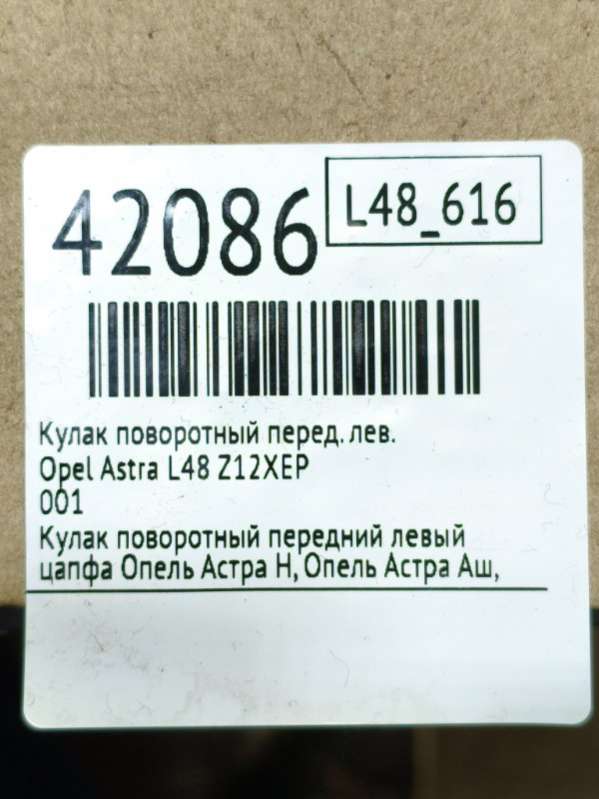 42086
L48_616
Кулак поворотный перед. лев.
Opel Astra L48 Z12XEP
001
Кулак поворотный передний левый
цапфа Опель Астра H, Опель Астра Аш,